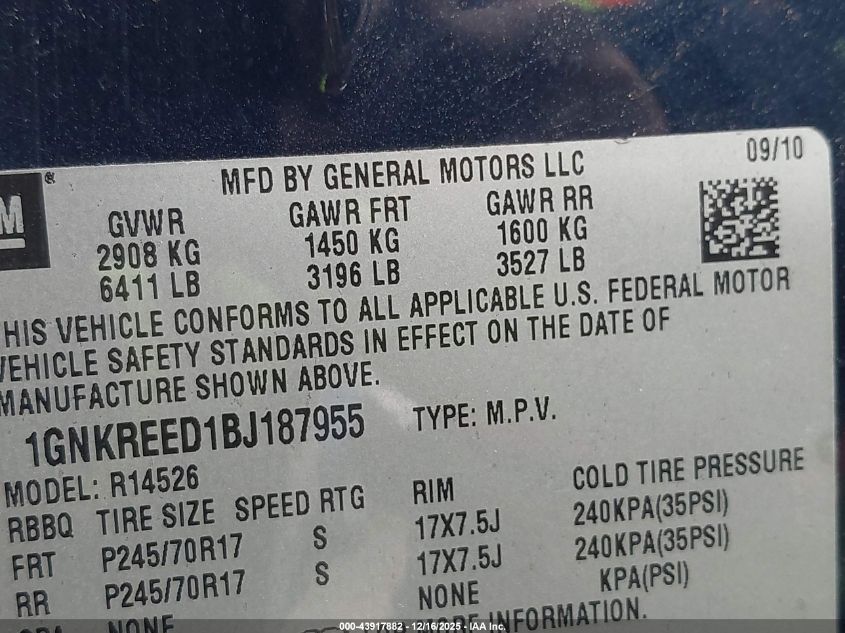 09/10
MFD BY GENERAL MOTORS LLC
M ®
GVWR GAWR FRT GAWR RR
2908 KG 1450 KG 1600 KG
6411 LB 3196 LB 3527 LB
HIS VEHICLE CONFORMS TO ALL APPLICABLE U.S. FEDERAL MOTOR
VEHICLE SAFETY STANDARDS IN EFFECT ON THE DATE OF
MANUFACTURE SHOWN ABOVE.
1GNKREED1BJ187955 TYPE: M.P.V.
MODEL: R14526
RBBQ TIRE SIZE SPEED RTG RIM COLD TIRE PRESSURE
FRT P245/70R17 S 17X7.5J 240KPA(35PSI)
RR P245/70R17 S 17X7.5J 240KPA(35PSI)
NONE NONE KPA(PSI)
MORE INFORMATION.
000-43917882 - 12/16/2025 - IAA Inc.